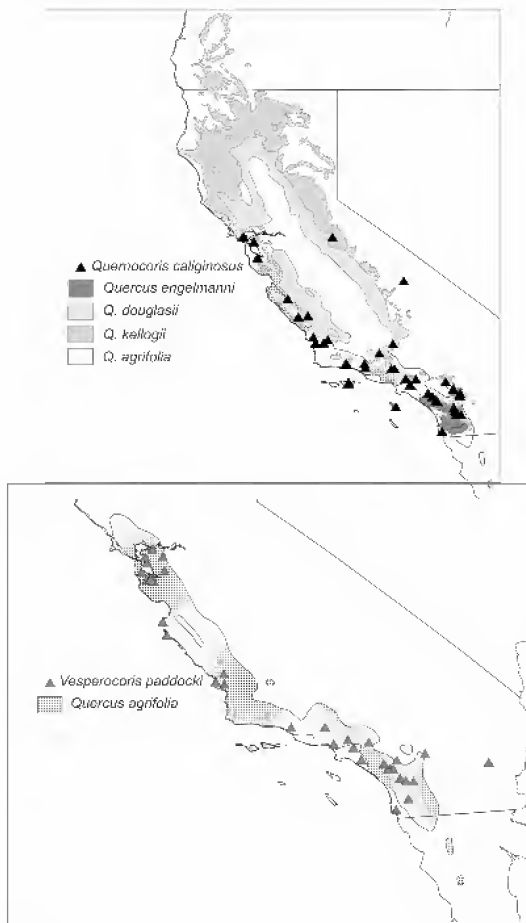 Quernocoris caliginosus
Quercus engelmanni
Q. douglasii
Q. kellogii
Q. agrifolia
Vesperocoris paddocki
Quercus agrifolia